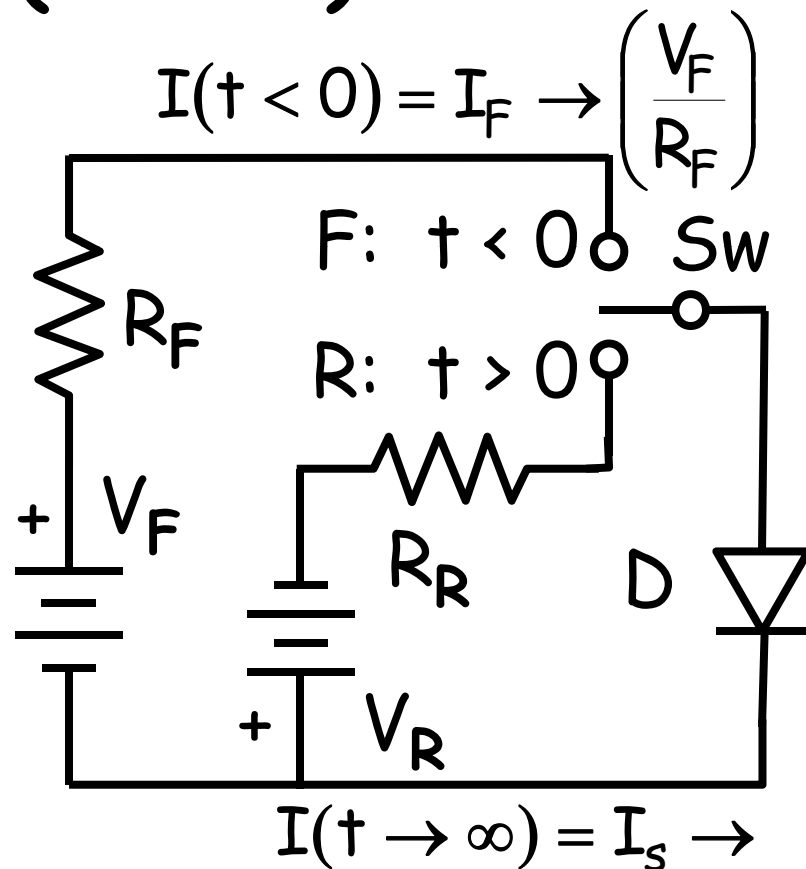 I(t < 0) = I_F → (V_F / R_F)
F: t < 0
Sw
R_F
R: t > 0
+ V_F
R_R
D
+ V_R
I(t → ∞) = I_s →